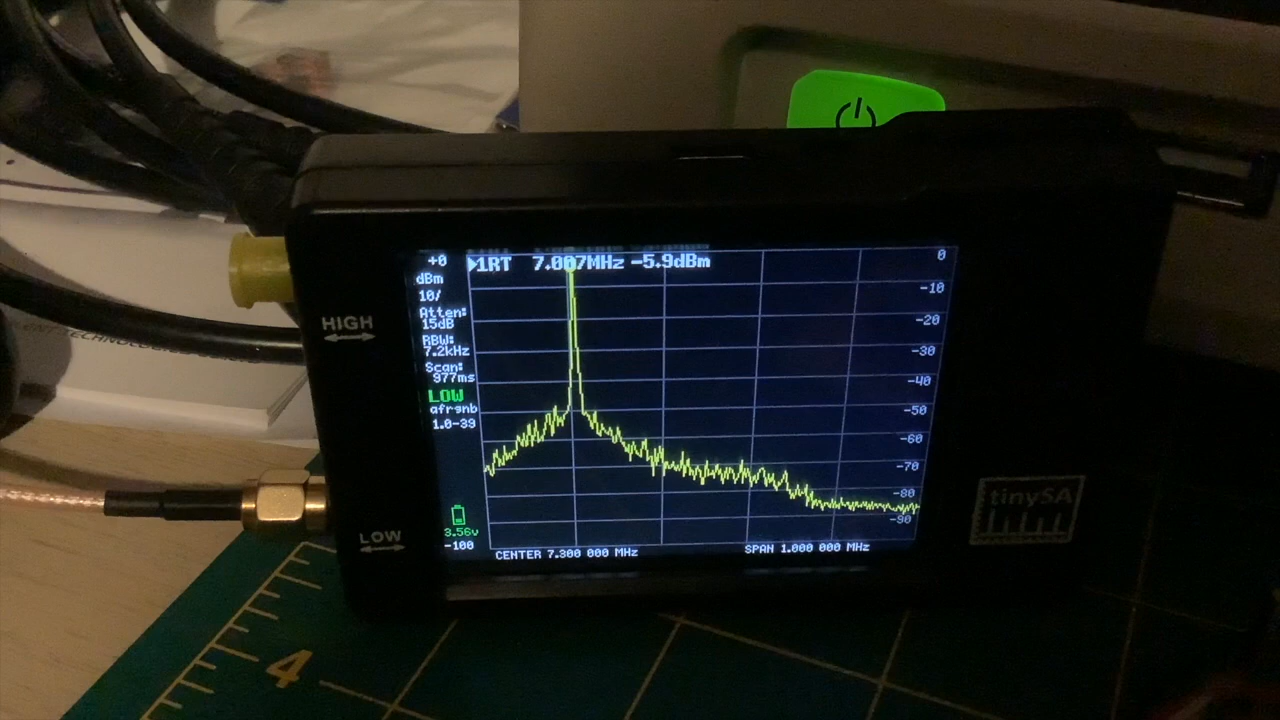 +0
dBm
10/
Atten:
15dB
RBW:
7.2kHz
Scan:
977ms
LOW
afrgnb
1.0-39
3.56v
-100
▶1RT 7.007MHz -5.9dBm
0
-10
-20
-30
-40
-50
-60
-70
-80
-90
CENTER 7.300 000 MHz
SPAN 1.000 000 MHz
HIGH
LOW
tinySA
4